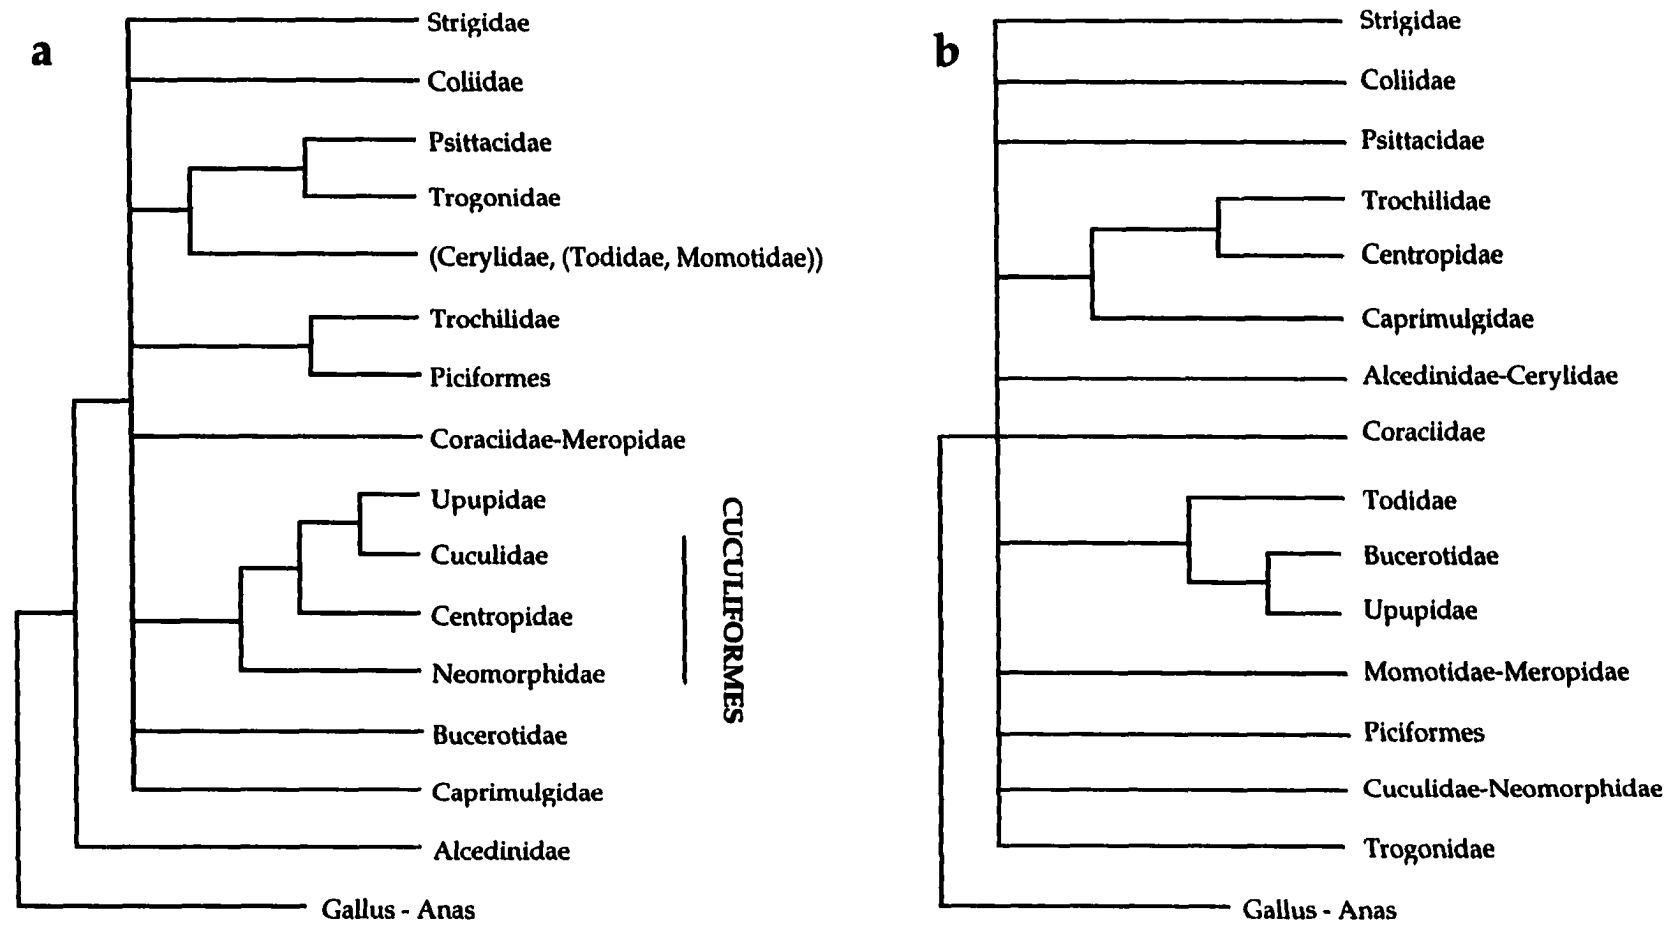 a
Strigidae
Coliidae
Psittacidae
Trogonidae
(Cerylidae, (Todidae, Momotidae))
Trochilidae
Piciformes
Coraciidae-Meropidae
Upupidae
Cuculidae
Centropidae
Neomorphidae
CUCULIFORMES
Bucerotidae
Caprimulgidae
Alcedinidae
Gallus - Anas
b
Strigidae
Coliidae
Psittacidae
Trochilidae
Centropidae
Caprimulgidae
Alcedinidae-Cerylidae
Coraciidae
Todidae
Bucerotidae
Upupidae
Momotidae-Meropidae
Piciformes
Cuculidae-Neomorphidae
Trogonidae
Gallus - Anas